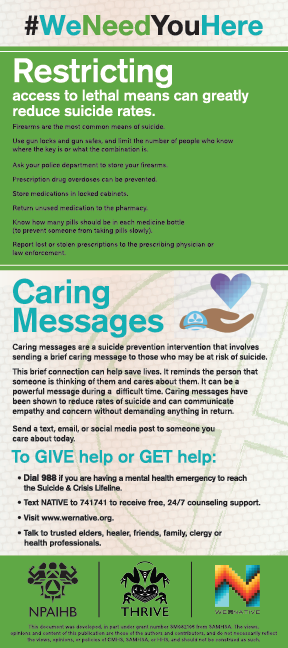 #WeNeedYouHere
Restricting
access to lethal means can greatly
reduce suicide rates.
Firearms are the most common means of suicide.
Use gun locks and gun safes, and limit the number of people who know
where the key is or what the combination is.
Ask your police department to store your firearms.
Prescription drug overdoses can be prevented.
Store medications in locked cabinets.
Return unused medication to the pharmacy.
Know how many pills should be in each medicine bottle
(to prevent someone from taking pills slowly).
Report lost or stolen prescriptions to the prescribing physician or
law enforcement.
Caring
Messages
Caring messages are a suicide prevention intervention that involves
sending a brief caring message to those who may be at risk of suicide.
This brief connection can help save lives. It reminds the person that
someone is thinking of them and cares about them. It can be a
powerful message during a difficult time. Caring messages have
been shown to reduce rates of suicide and can communicate
empathy and concern without demanding anything in return.
Send a text, email, or social media post to someone you
care about today.
To GIVE help or GET help:
• Dial 988 if you are having a mental health emergency to reach
the Suicide & Crisis Lifeline.
• Text NATIVE to 741741 to receive free, 24/7 counseling support.
• Visit www.wernative.org.
• Talk to trusted elders, healer, friends, family, clergy or
health professionals.
NPAIHB
THRIVE
WERNATIVE
This document was developed, in part under grant number from SAMHSA. The views,
opinions and content of this publication are those of the authors and contributors, and do not necessarily reflect
the views, opinions, or policies of CMHS, SAMHSA, or HHS, and should not be construed as such.